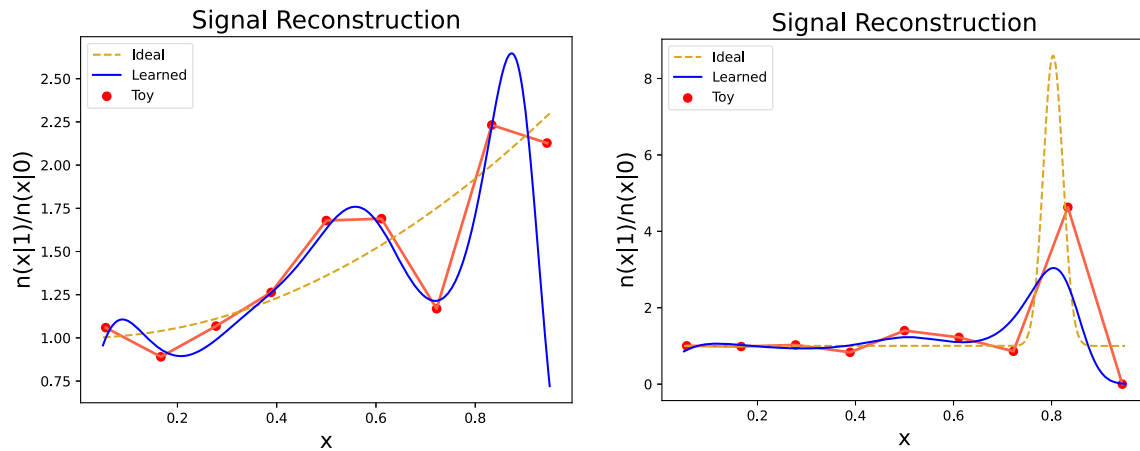 Signal Reconstruction
Ideal
Learned
Toy
n(x|1)/n(x|0)
2.50
2.25
2.00
1.75
1.50
1.25
1.00
0.75
0.2
0.4
0.6
0.8
x
Signal Reconstruction
Ideal
Learned
Toy
n(x|1)/n(x|0)
8
6
4
2
0
0.2
0.4
0.6
0.8
x